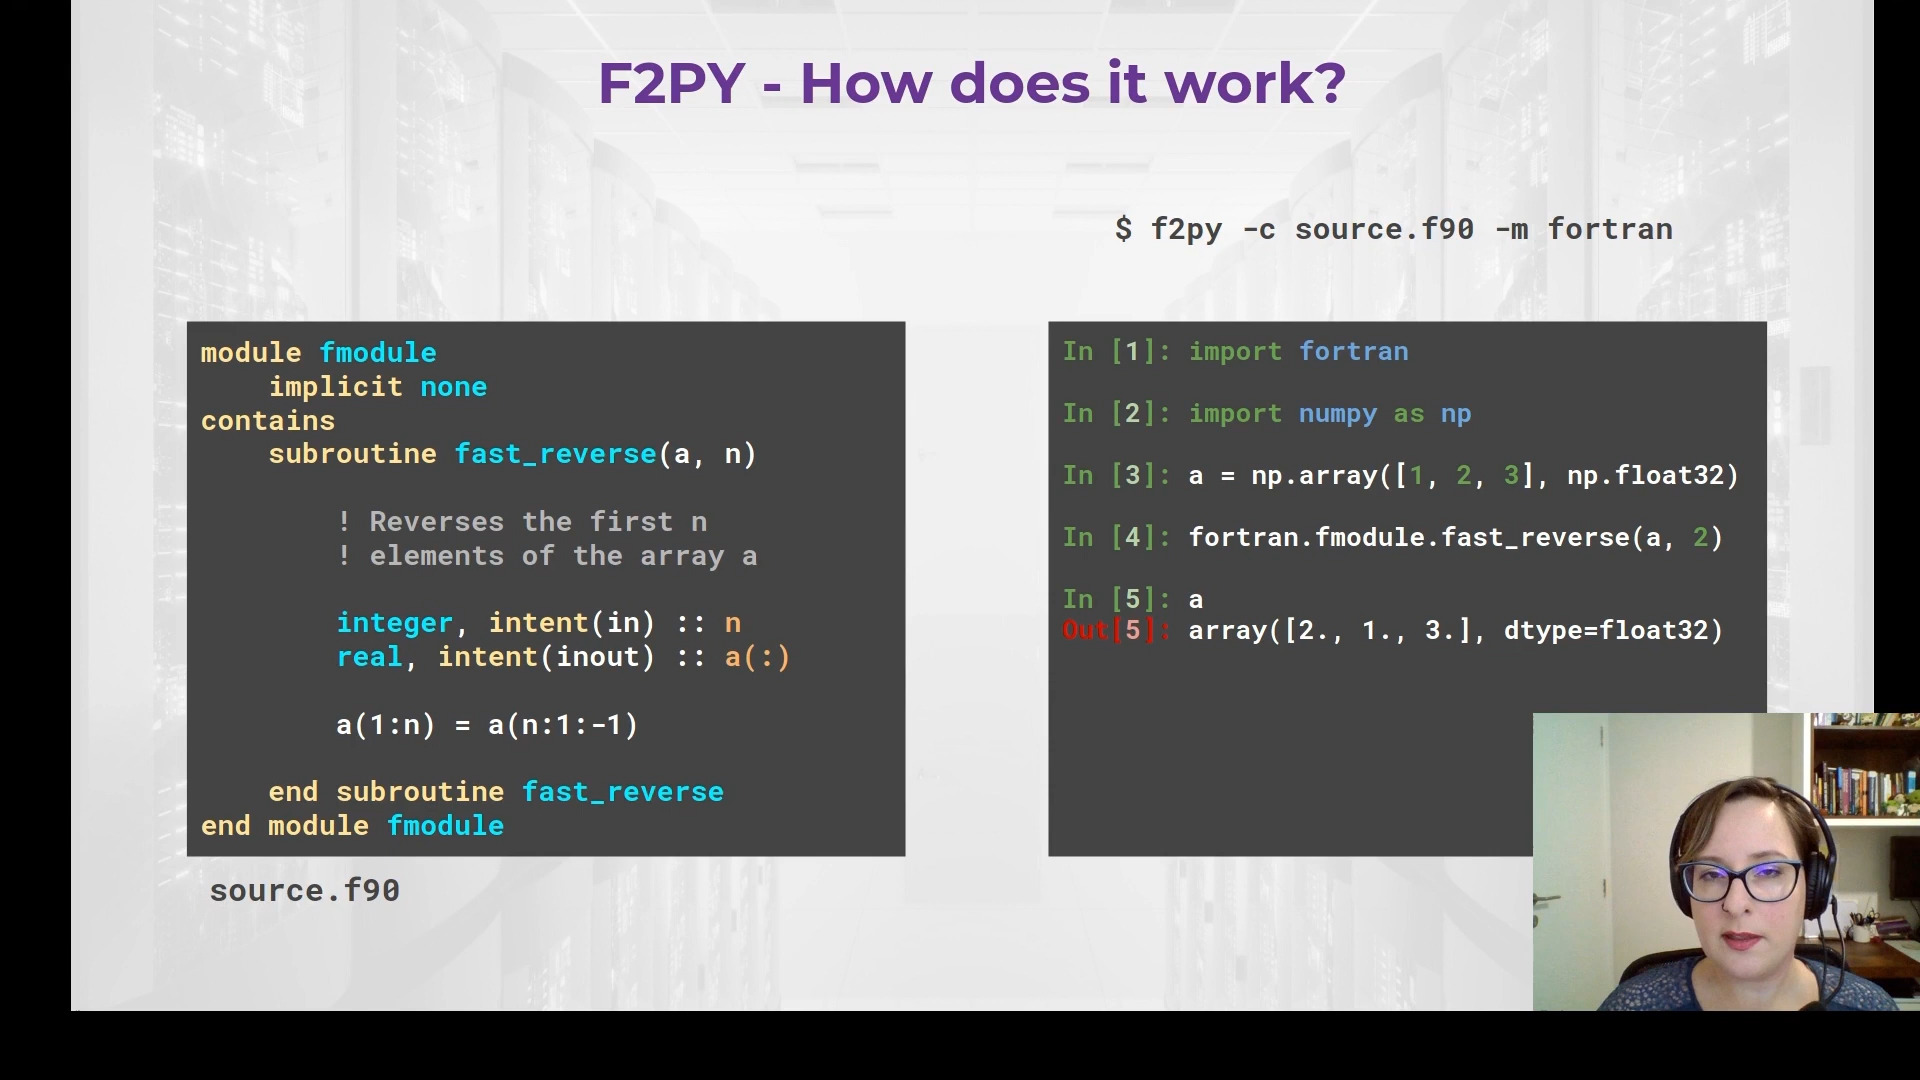 F2PY - How does it work?
$ f2py -c source.f90 -m fortran
module fmodule
    implicit none
contains
    subroutine fast_reverse(a, n)
        ! Reverses the first n
        ! elements of the array a
        integer, intent(in) :: n
        real, intent(inout) :: a(:)
        a(1:n) = a(n:1:-1)
    end subroutine fast_reverse
end module fmodule
source.f90
In [1]: import fortran
In [2]: import numpy as np
In [3]: a = np.array([1, 2, 3], np.float32)
In [4]: fortran.fmodule.fast_reverse(a, 2)
In [5]: a
Out[5]: array([2., 1., 3.], dtype=float32)